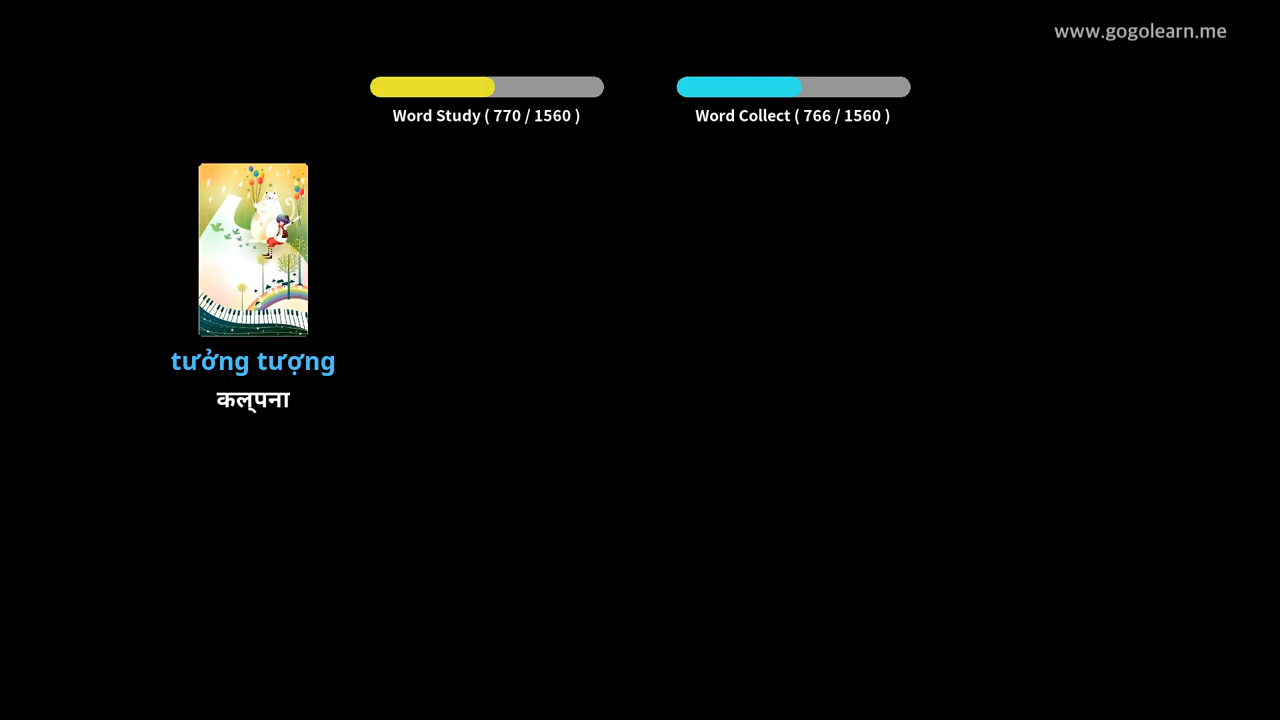 www.gogolearn.me
Word Study ( 770 / 1560 )
Word Collect ( 766 / 1560 )
tưởng tượng
कल्पना